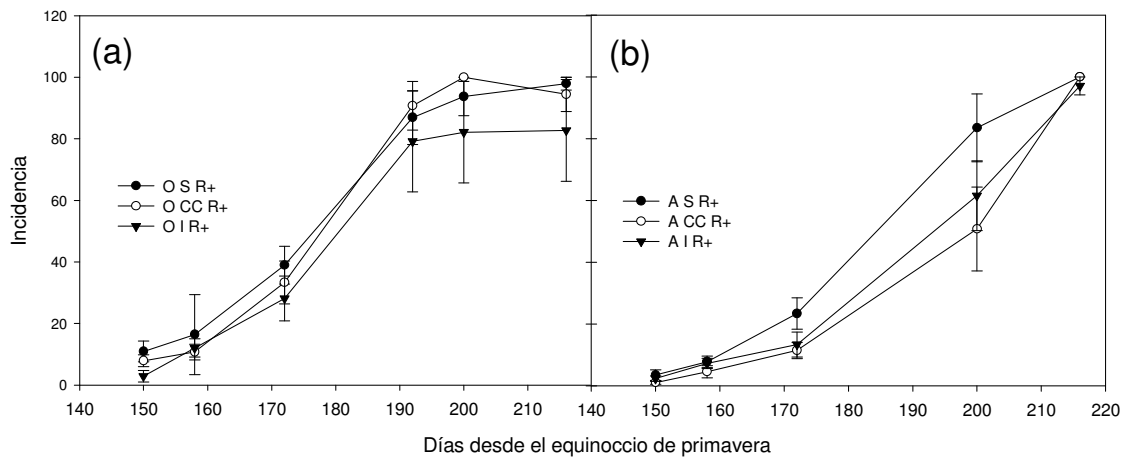 (a)
(b)
Incidencia
120
100
80
60
40
20
0
O S R+
O CC R+
O I R+
A S R+
A CC R+
A I R+
140 150 160 170 180 190 200 210 140 150 160 170 180 190 200 210 220
Días desde el equinoccio de primavera